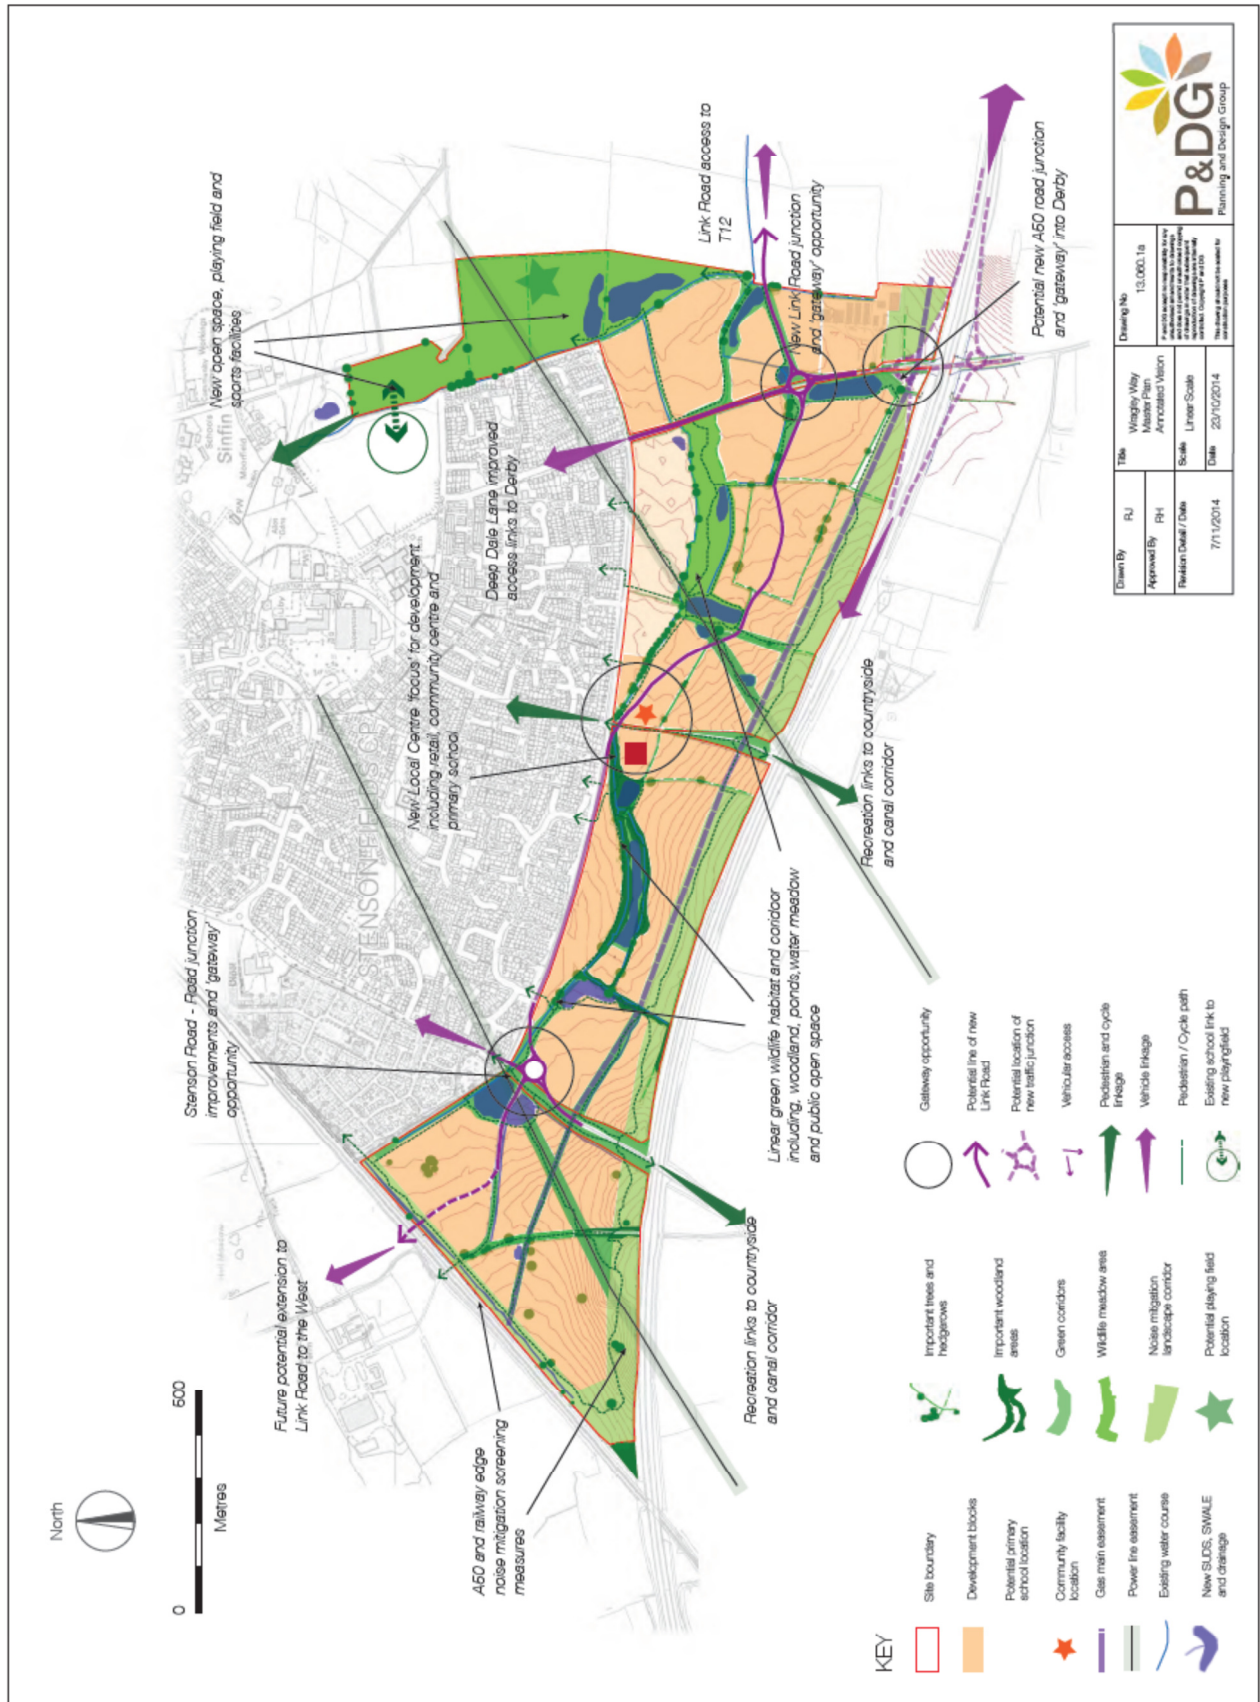 North
0
600
Metres
New open space, playing field and
sports facilities
Link Road access to
T12
New Link Road junction
and 'gateway' opportunity
Potential new A50 road junction
and 'gateway' into Derby
Deep Dale Lane improved
access links to Derby
New Local Centre 'focus' for development
including retail, community centre and
primary school
Stenson Road - Road junction
improvements and 'gateway'
opportunity
Future potential extension to
Link Road to the West
A50 and railway edge
noise mitigation screening
measures
Recreation links to countryside
and canal corridor
Linear green wildlife habitat and coridoor
including, woodland, ponds, water meadow
and public open space
Recreation links to countryside
and canal corridor
Sinfin
STENSON FIELDS CP
KEY
Site boundary
Development blocks
Potential primary
school location
Community facility
location
Gas main easement
Power line easement
Existing water course
New SUDS, SWALE
and drainage
Important trees and
hedgerows
Important woodland
areas
Green corridors
Wildlife meadow area
Noise mitigation
landscape corridor
Potential playing field
location
Gateway opportunity
Potential line of new
Link Road
Potential location of
new traffic junction
Vehicular access
Pedestrian and cycle
linkage
Vehicle linkage
Pedestrian / Cycle path
Existing school link to
new playingfield
Drawn By
RJ
Approved By
RH
Revision Detail / Date
7/11/2014
Title
Wragley Way
Master Plan
Annotated Vision
Scale
Linear Scale
Date
23/10/2014
Drawing No
13.060.1a
P&DG
Planning and Design Group